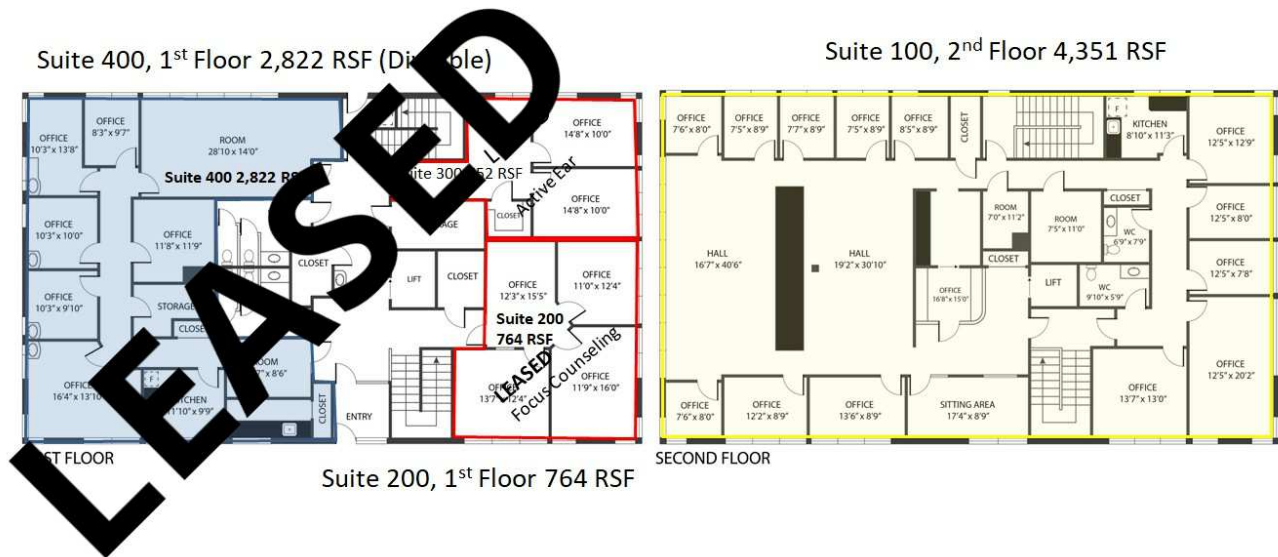 Suite 400, 1st Floor 2,822 RSF
Suite 100, 2nd Floor 4,351 RSF
LEASED
OFFICE
10'3" x 13'8"
OFFICE
8'3" x 9'7"
ROOM
28'10 x 14'0"
Suite 400 2,822
OFFICE
14'8" x 10'0"
Suite 300
RSF
Active Ear
OFFICE
14'8" x 10'0"
CLOSET
OFFICE
10'3" x 10'0"
OFFICE
11'8" x 11'9"
CLOSET
LIFT
CLOSET
OFFICE
12'3" x 15'5"
OFFICE
11'0" x 12'4"
OFFICE
10'3" x 9'10"
STORAGE
Suite 200
764 RSF
LEASED
Focus Counseling
OFFICE
11'9" x 16'0"
OFFICE
16'4" x 13'10"
F
KITCHEN
11'10" x 9'9"
ROOM
CLOSET
ENTRY
FLOOR
Suite 200, 1st Floor 764 RSF
OFFICE
7'6" x 8'0"
OFFICE
7'5" x 8'9"
OFFICE
7'7" x 8'9"
OFFICE
7'5" x 8'9"
OFFICE
8'5" x 8'9"
CLOSET
F
KITCHEN
8'10" x 11'3"
OFFICE
12'5" x 12'9"
HALL
16'7" x 40'6"
HALL
19'2" x 30'10"
ROOM
7'0" x 11'2"
ROOM
7'5" x 11'0"
CLOSET
WC
6'9" x 7'9"
OFFICE
12'5" x 8'0"
CLOSET
OFFICE
16'8" x 15'0"
LIFT
WC
9'10" x 5'9"
OFFICE
12'5" x 7'8"
OFFICE
7'6" x 8'0"
OFFICE
12'2" x 8'9"
OFFICE
13'6" x 8'9"
SITTING AREA
17'4" x 8'9"
OFFICE
13'7" x 13'0"
OFFICE
12'5" x 20'2"
SECOND FLOOR